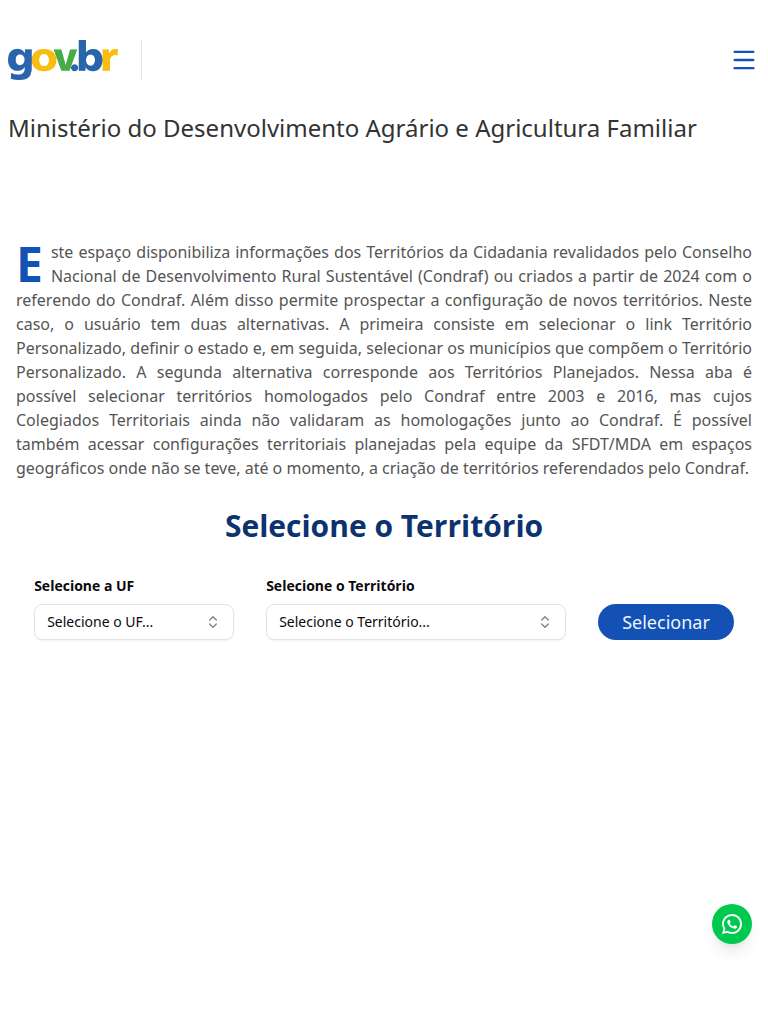 gov.br
Ministério do Desenvolvimento Agrário e Agricultura Familiar
Este espaço disponibiliza informações dos Territórios da Cidadania revalidados pelo Conselho
Nacional de Desenvolvimento Rural Sustentável (Condraf) ou criados a partir de 2024 com o
referendo do Condraf. Além disso permite prospectar a configuração de novos territórios. Neste
caso, o usuário tem duas alternativas. A primeira consiste em selecionar o link Território
Personalizado, definir o estado e, em seguida, selecionar os municípios que compõem o Território
Personalizado. A segunda alternativa corresponde aos Territórios Planejados. Nessa aba é
possível selecionar territórios homologados pelo Condraf entre 2003 e 2016, mas cujos
Colegiados Territoriais ainda não validaram as homologações junto ao Condraf. É possível
também acessar configurações territoriais planejadas pela equipe da SFDT/MDA em espaços
geográficos onde não se teve, até o momento, a criação de territórios referendados pelo Condraf.
Selecione o Território
Selecione a UF
Selecione o UF...
Selecione o Território
Selecione o Território...
Selecionar